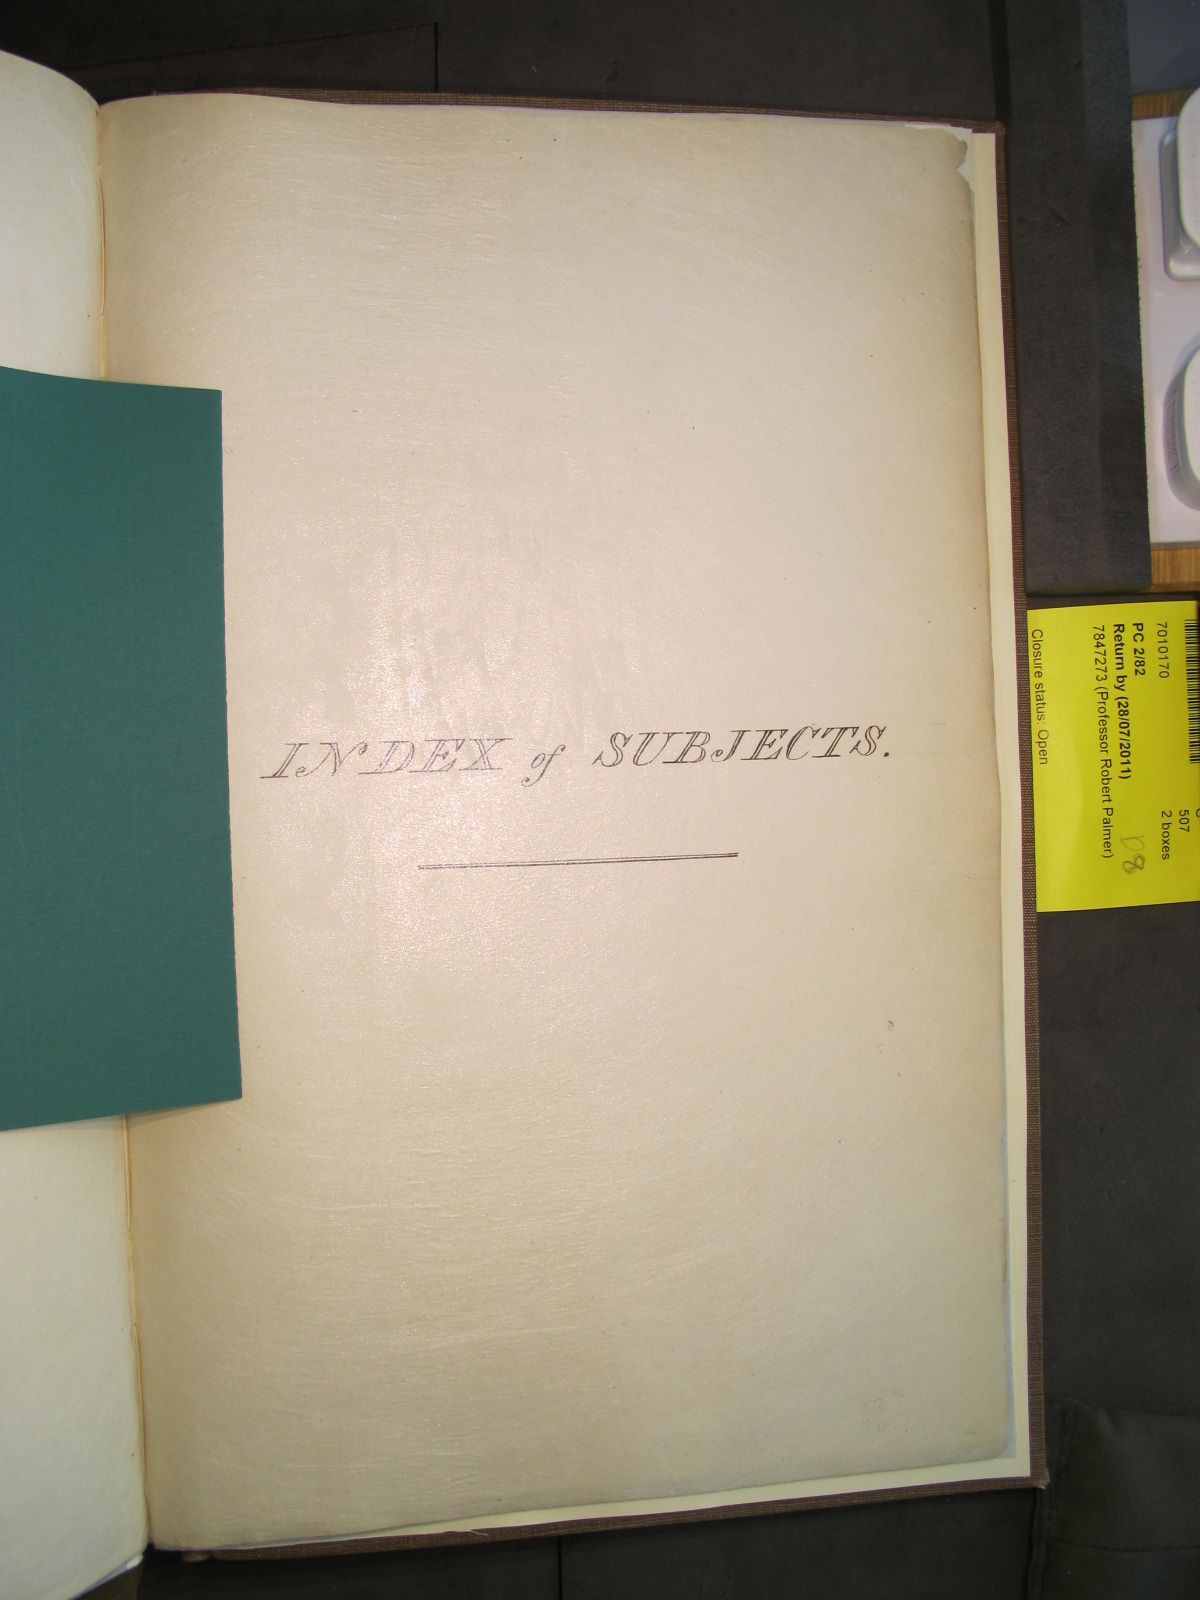 INDEX of SUBJECTS.
507
2 boxes
7010170
PC 2/82
Return by (28/07/2011)
7847273 (Professor Robert Palmer)
D8
Closure status: Open